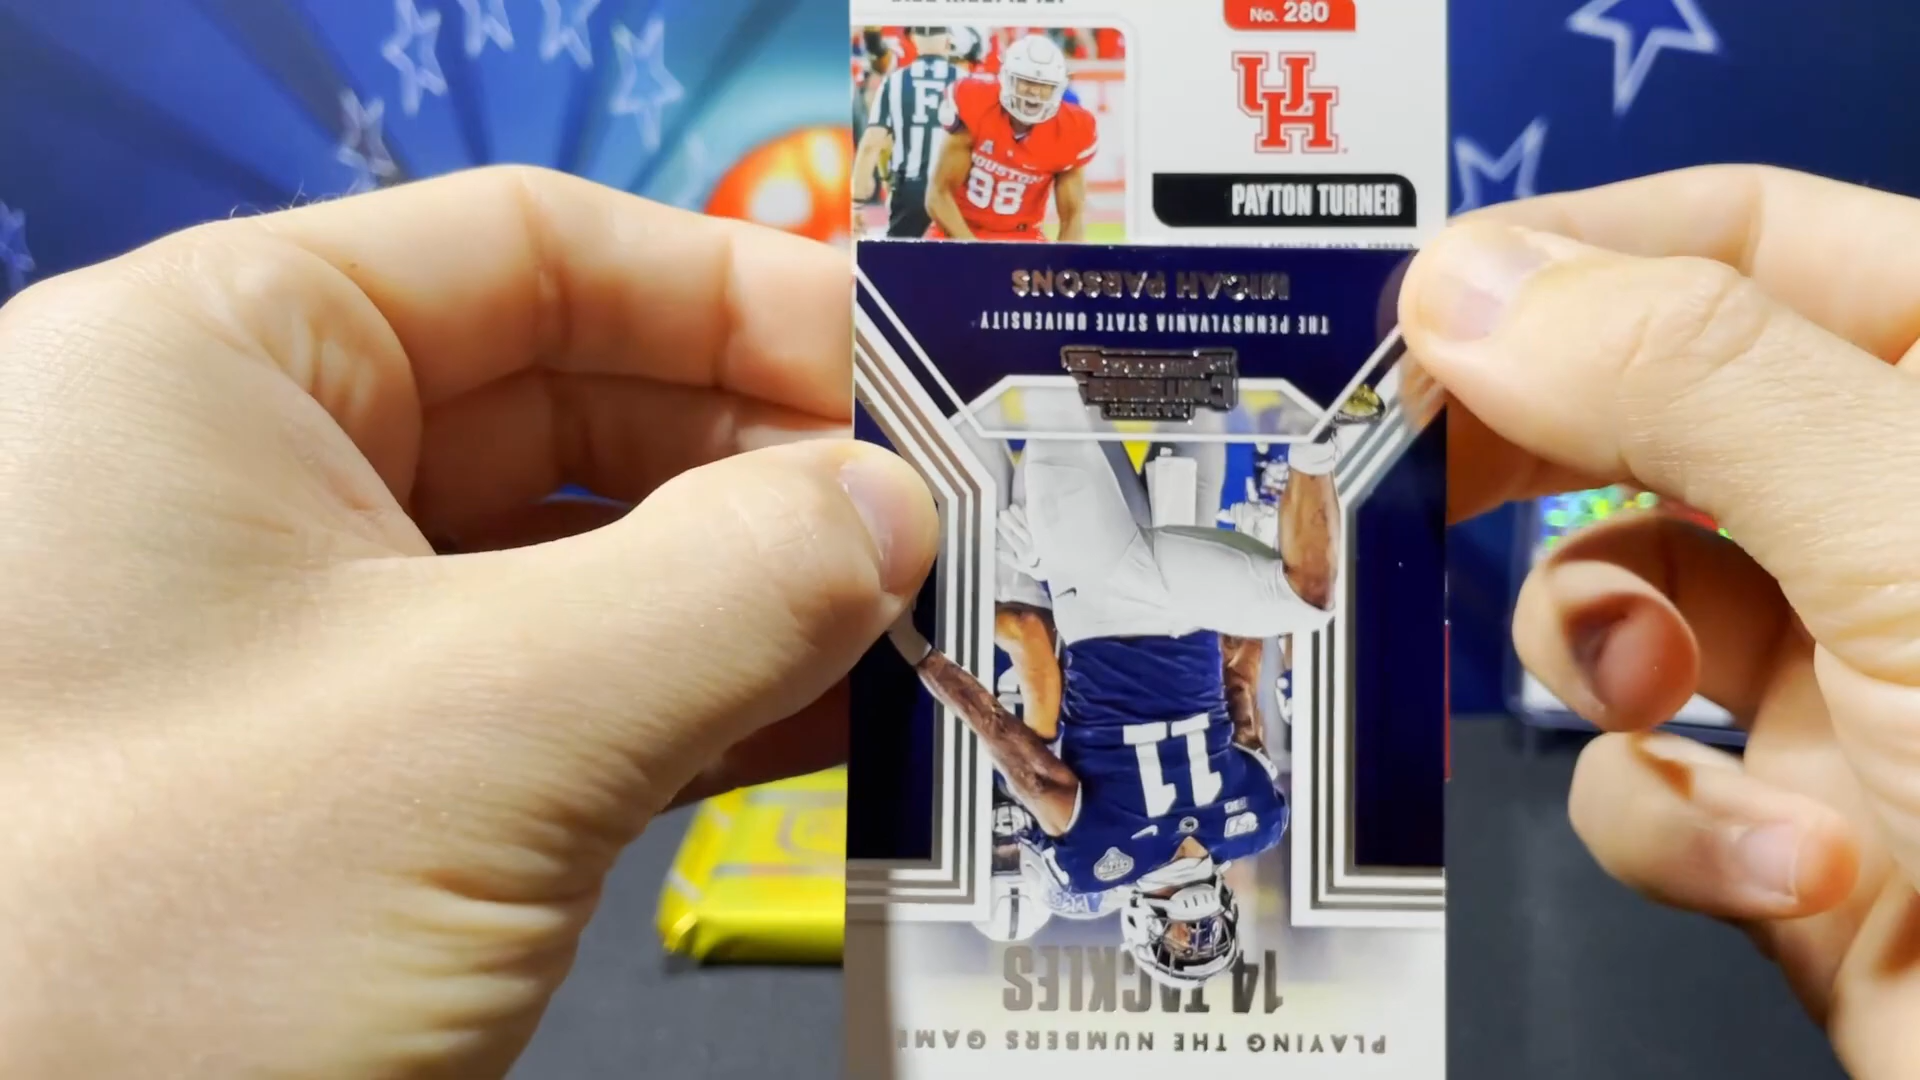 No. 280
UH
F
HOUSTON
98
PAYTON TURNER
MICAH PARSONS
THE PENNSYLVANIA STATE UNIVERSITY
CONTENDERS
11
14 TACKLES
PLAYING THE NUMBERS GAME